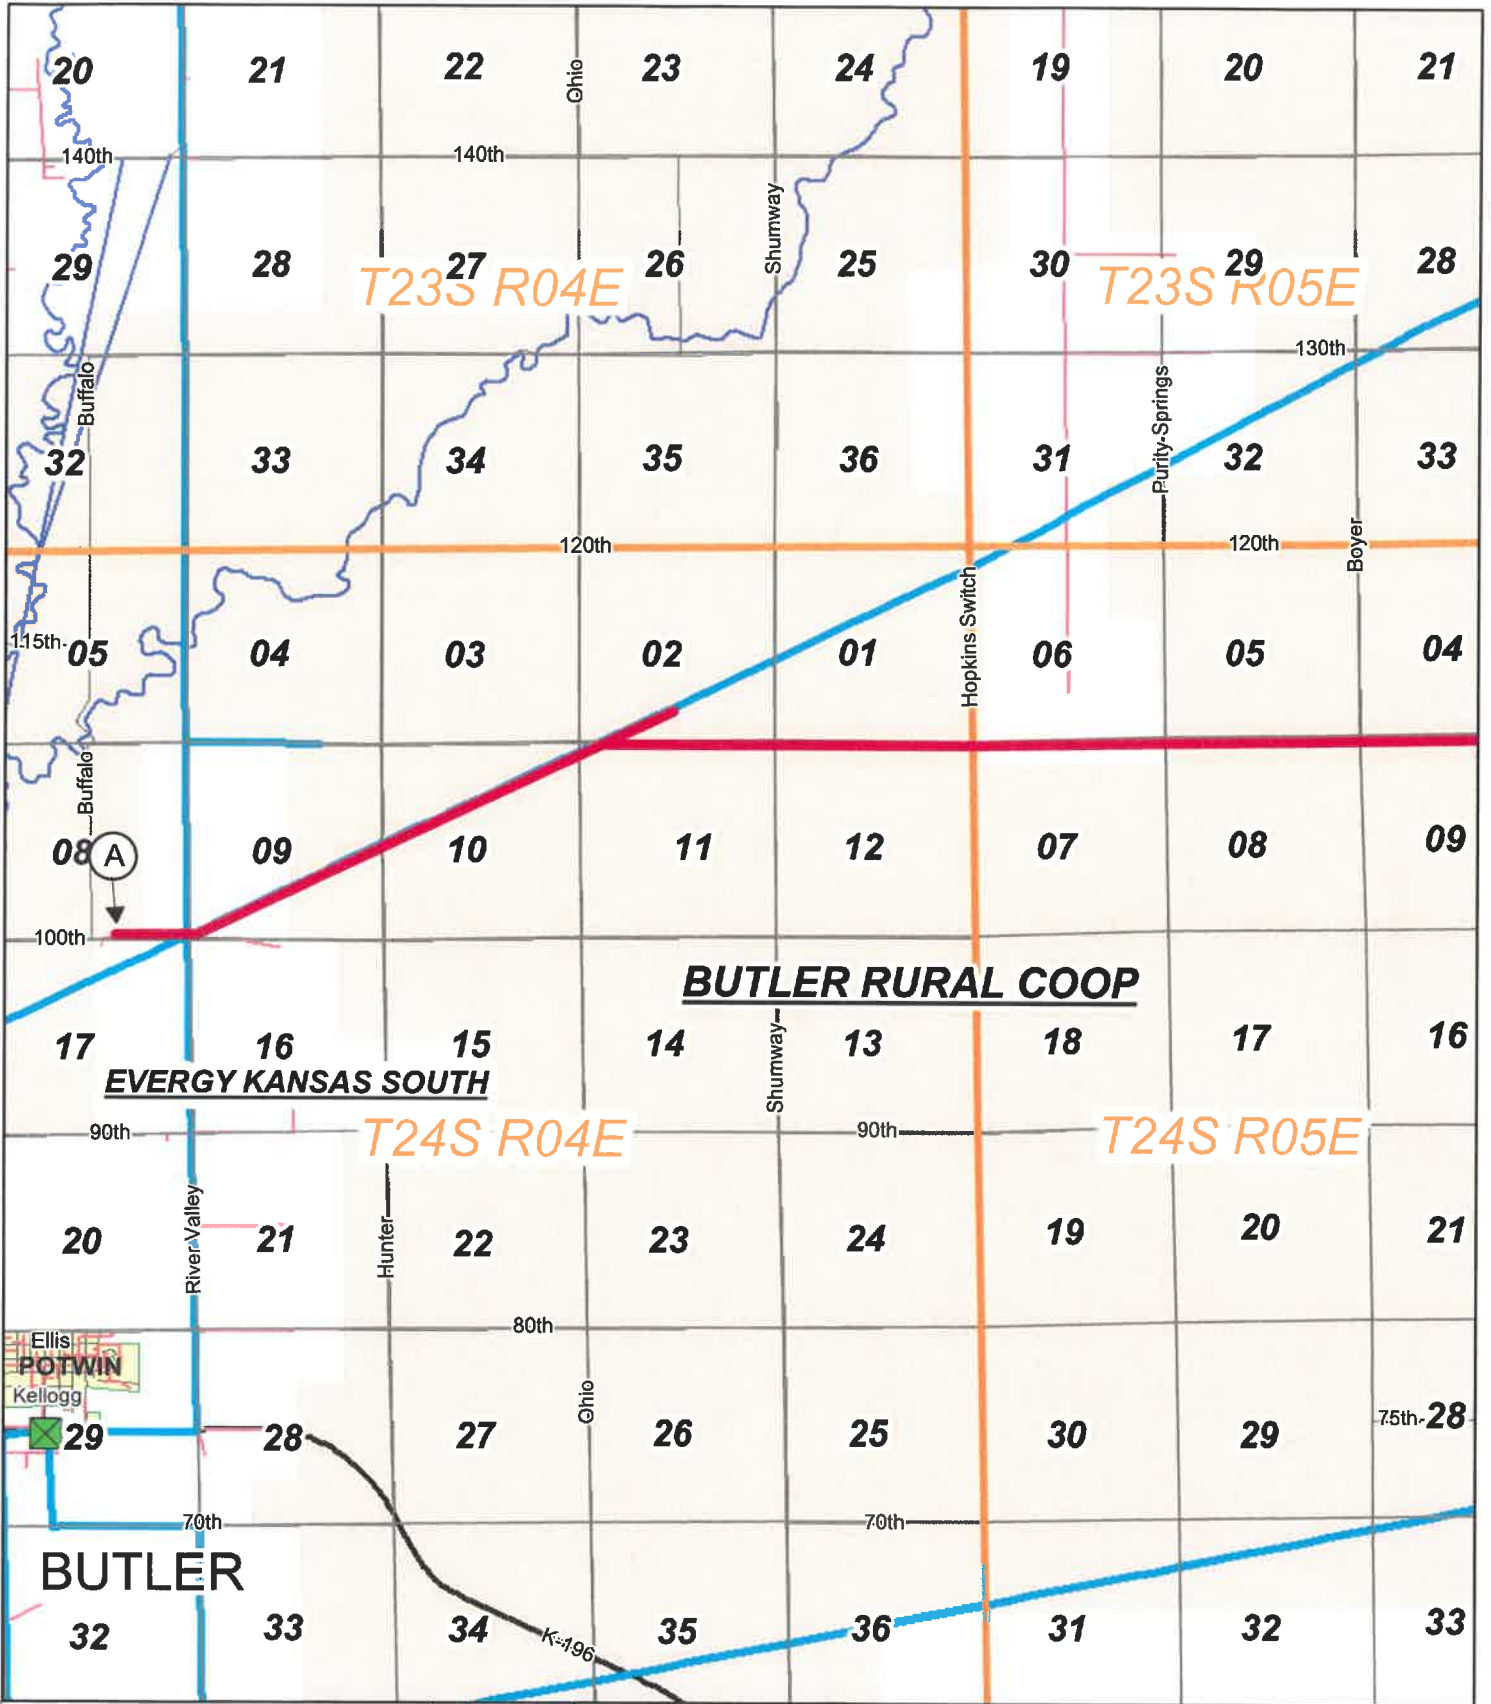 20 21 22 23 24 19 20 21
Ohio
140th 140th
Shumway
29 28 27 26 25 30 29 28
T23S R04E T23S R05E
130th
Buffalo
Purity Springs
32 33 34 35 36 31 32 33
120th 120th
Boyer
Hopkins Switch
115th
05 04 03 02 01 06 05 04
Buffalo
08 A 09 10 11 12 07 08 09
100th
BUTLER RURAL COOP
17 16 15 14 13 18 17 16
Shumway
EVERGY KANSAS SOUTH
90th 90th
T24S R04E T24S R05E
River Valley
Hunter
20 21 22 23 24 19 20 21
80th
Ellis
POTWIN
Kellogg
Ohio
29 28 27 26 25 30 29 75th 28
70th 70th
BUTLER
32 33 34 K-196 35 36 31 32 33